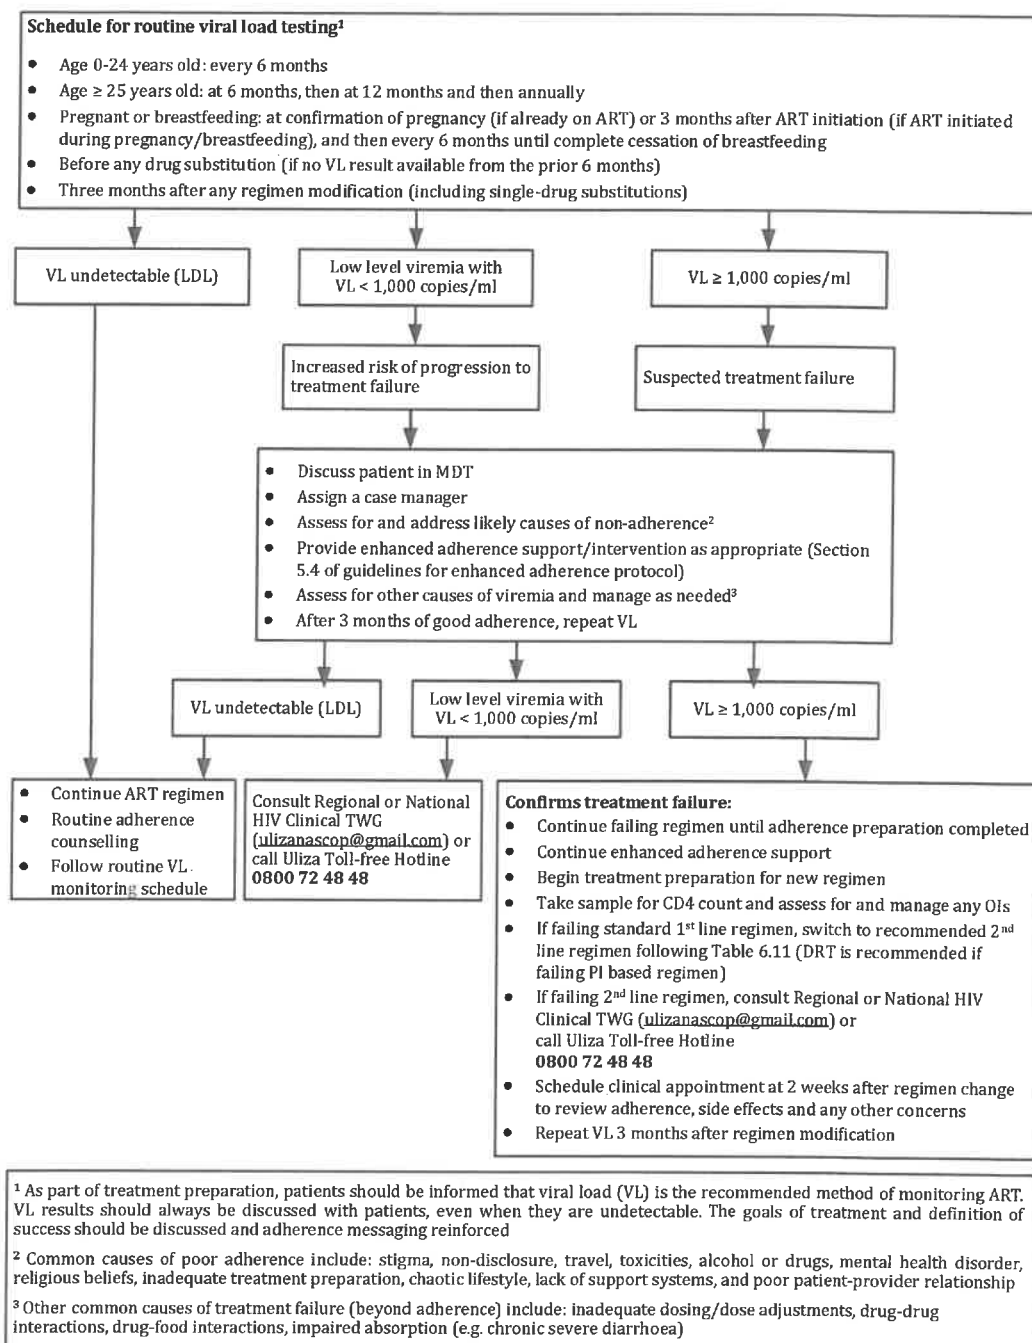 Schedule for routine viral load testing¹
• Age 0-24 years old: every 6 months
• Age ≥ 25 years old: at 6 months, then at 12 months and then annually
• Pregnant or breastfeeding: at confirmation of pregnancy (if already on ART) or 3 months after ART initiation (if ART initiated
during pregnancy/breastfeeding), and then every 6 months until complete cessation of breastfeeding
• Before any drug substitution (if no VL result available from the prior 6 months)
• Three months after any regimen modification (including single-drug substitutions)
VL undetectable (LDL)
Low level viremia with
VL < 1,000 copies/ml
VL ≥ 1,000 copies/ml
Increased risk of progression to
treatment failure
Suspected treatment failure
• Discuss patient in MDT
• Assign a case manager
• Assess for and address likely causes of non-adherence²
• Provide enhanced adherence support/intervention as appropriate (Section
5.4 of guidelines for enhanced adherence protocol)
• Assess for other causes of viremia and manage as needed³
• After 3 months of good adherence, repeat VL
VL undetectable (LDL)
Low level viremia with
VL < 1,000 copies/ml
VL ≥ 1,000 copies/ml
• Continue ART regimen
• Routine adherence
counselling
• Follow routine VL
monitoring schedule
Consult Regional or National
HIV Clinical TWG
(ulizanascop@gmail.com) or
call Uliza Toll-free Hotline
0800 72 48 48
Confirms treatment failure:
• Continue failing regimen until adherence preparation completed
• Continue enhanced adherence support
• Begin treatment preparation for new regimen
• Take sample for CD4 count and assess for and manage any OIs
• If failing standard 1st line regimen, switch to recommended 2nd
line regimen following Table 6.11 (DRT is recommended if
failing PI based regimen)
• If failing 2nd line regimen, consult Regional or National HIV
Clinical TWG (ulizanascop@gmail.com) or
call Uliza Toll-free Hotline
0800 72 48 48
• Schedule clinical appointment at 2 weeks after regimen change
to review adherence, side effects and any other concerns
• Repeat VL 3 months after regimen modification
¹ As part of treatment preparation, patients should be informed that viral load (VL) is the recommended method of monitoring ART.
VL results should always be discussed with patients, even when they are undetectable. The goals of treatment and definition of
success should be discussed and adherence messaging reinforced
² Common causes of poor adherence include: stigma, non-disclosure, travel, toxicities, alcohol or drugs, mental health disorder,
religious beliefs, inadequate treatment preparation, chaotic lifestyle, lack of support systems, and poor patient-provider relationship
³ Other common causes of treatment failure (beyond adherence) include: inadequate dosing/dose adjustments, drug-drug
interactions, drug-food interactions, impaired absorption (e.g. chronic severe diarrhoea)